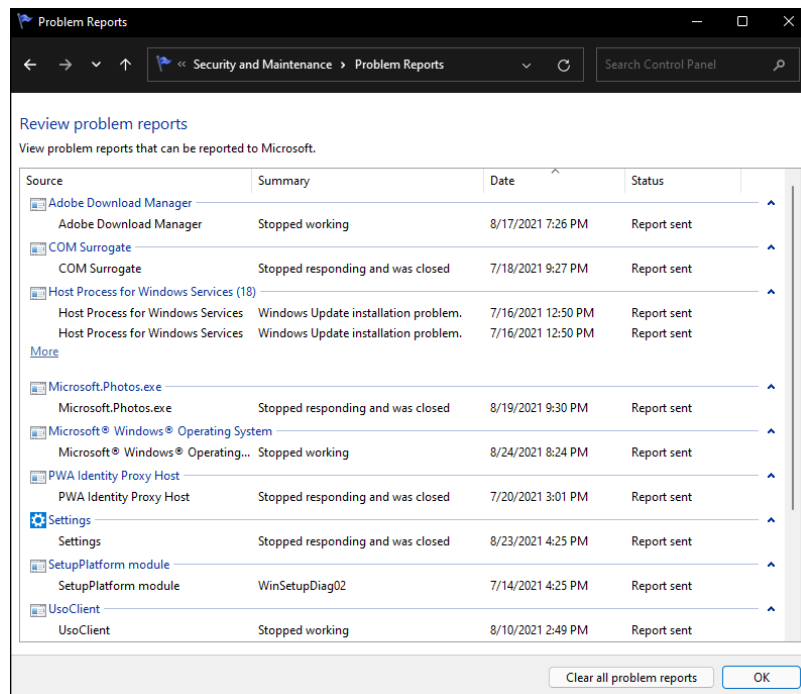 Problem Reports
« Security and Maintenance › Problem Reports
Search Control Panel
Review problem reports
View problem reports that can be reported to Microsoft.
Source Summary Date Status
Adobe Download Manager
Adobe Download Manager Stopped working 8/17/2021 7:26 PM Report sent
COM Surrogate
COM Surrogate Stopped responding and was closed 7/18/2021 9:27 PM Report sent
Host Process for Windows Services (18)
Host Process for Windows Services Windows Update installation problem. 7/16/2021 12:50 PM Report sent
Host Process for Windows Services Windows Update installation problem. 7/16/2021 12:50 PM Report sent
More
Microsoft.Photos.exe
Microsoft.Photos.exe Stopped responding and was closed 8/19/2021 9:30 PM Report sent
Microsoft® Windows® Operating System
Microsoft® Windows® Operating... Stopped working 8/24/2021 8:24 PM Report sent
PWA Identity Proxy Host
PWA Identity Proxy Host Stopped responding and was closed 7/20/2021 3:01 PM Report sent
Settings
Settings Stopped responding and was closed 8/23/2021 4:25 PM Report sent
SetupPlatform module
SetupPlatform module WinSetupDiag02 7/14/2021 4:25 PM Report sent
UsoClient
UsoClient Stopped working 8/10/2021 2:49 PM Report sent
Clear all problem reports OK